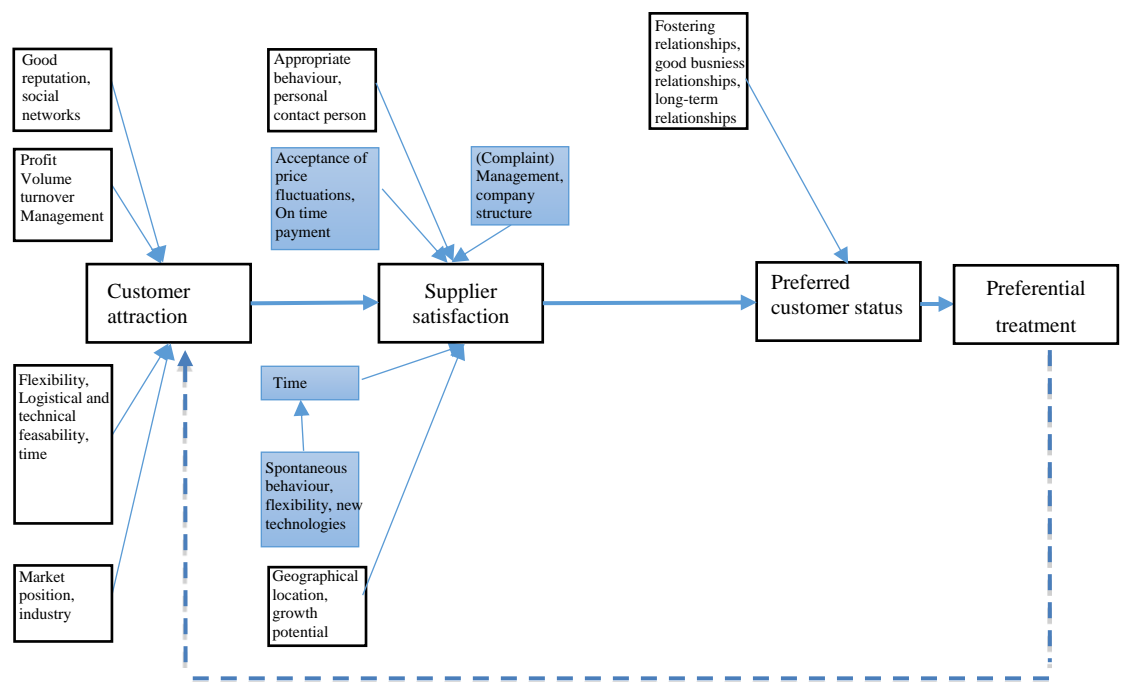 Good
reputation,
social
networks
Appropriate
behaviour,
personal
contact person
Fostering
relationships,
good busniess
relationships,
long-term
relationships
Profit
Volume
turnover
Management
Acceptance of
price
fluctuations,
On time
payment
(Complaint)
Management,
company
structure
Customer
attraction
Supplier
satisfaction
Preferred
customer status
Preferential
treatment
Flexibility,
Logistical and
technical
feasability,
time
Time
Spontaneous
behaviour,
flexibility, new
technologies
Market
position,
industry
Geographical
location,
growth
potential